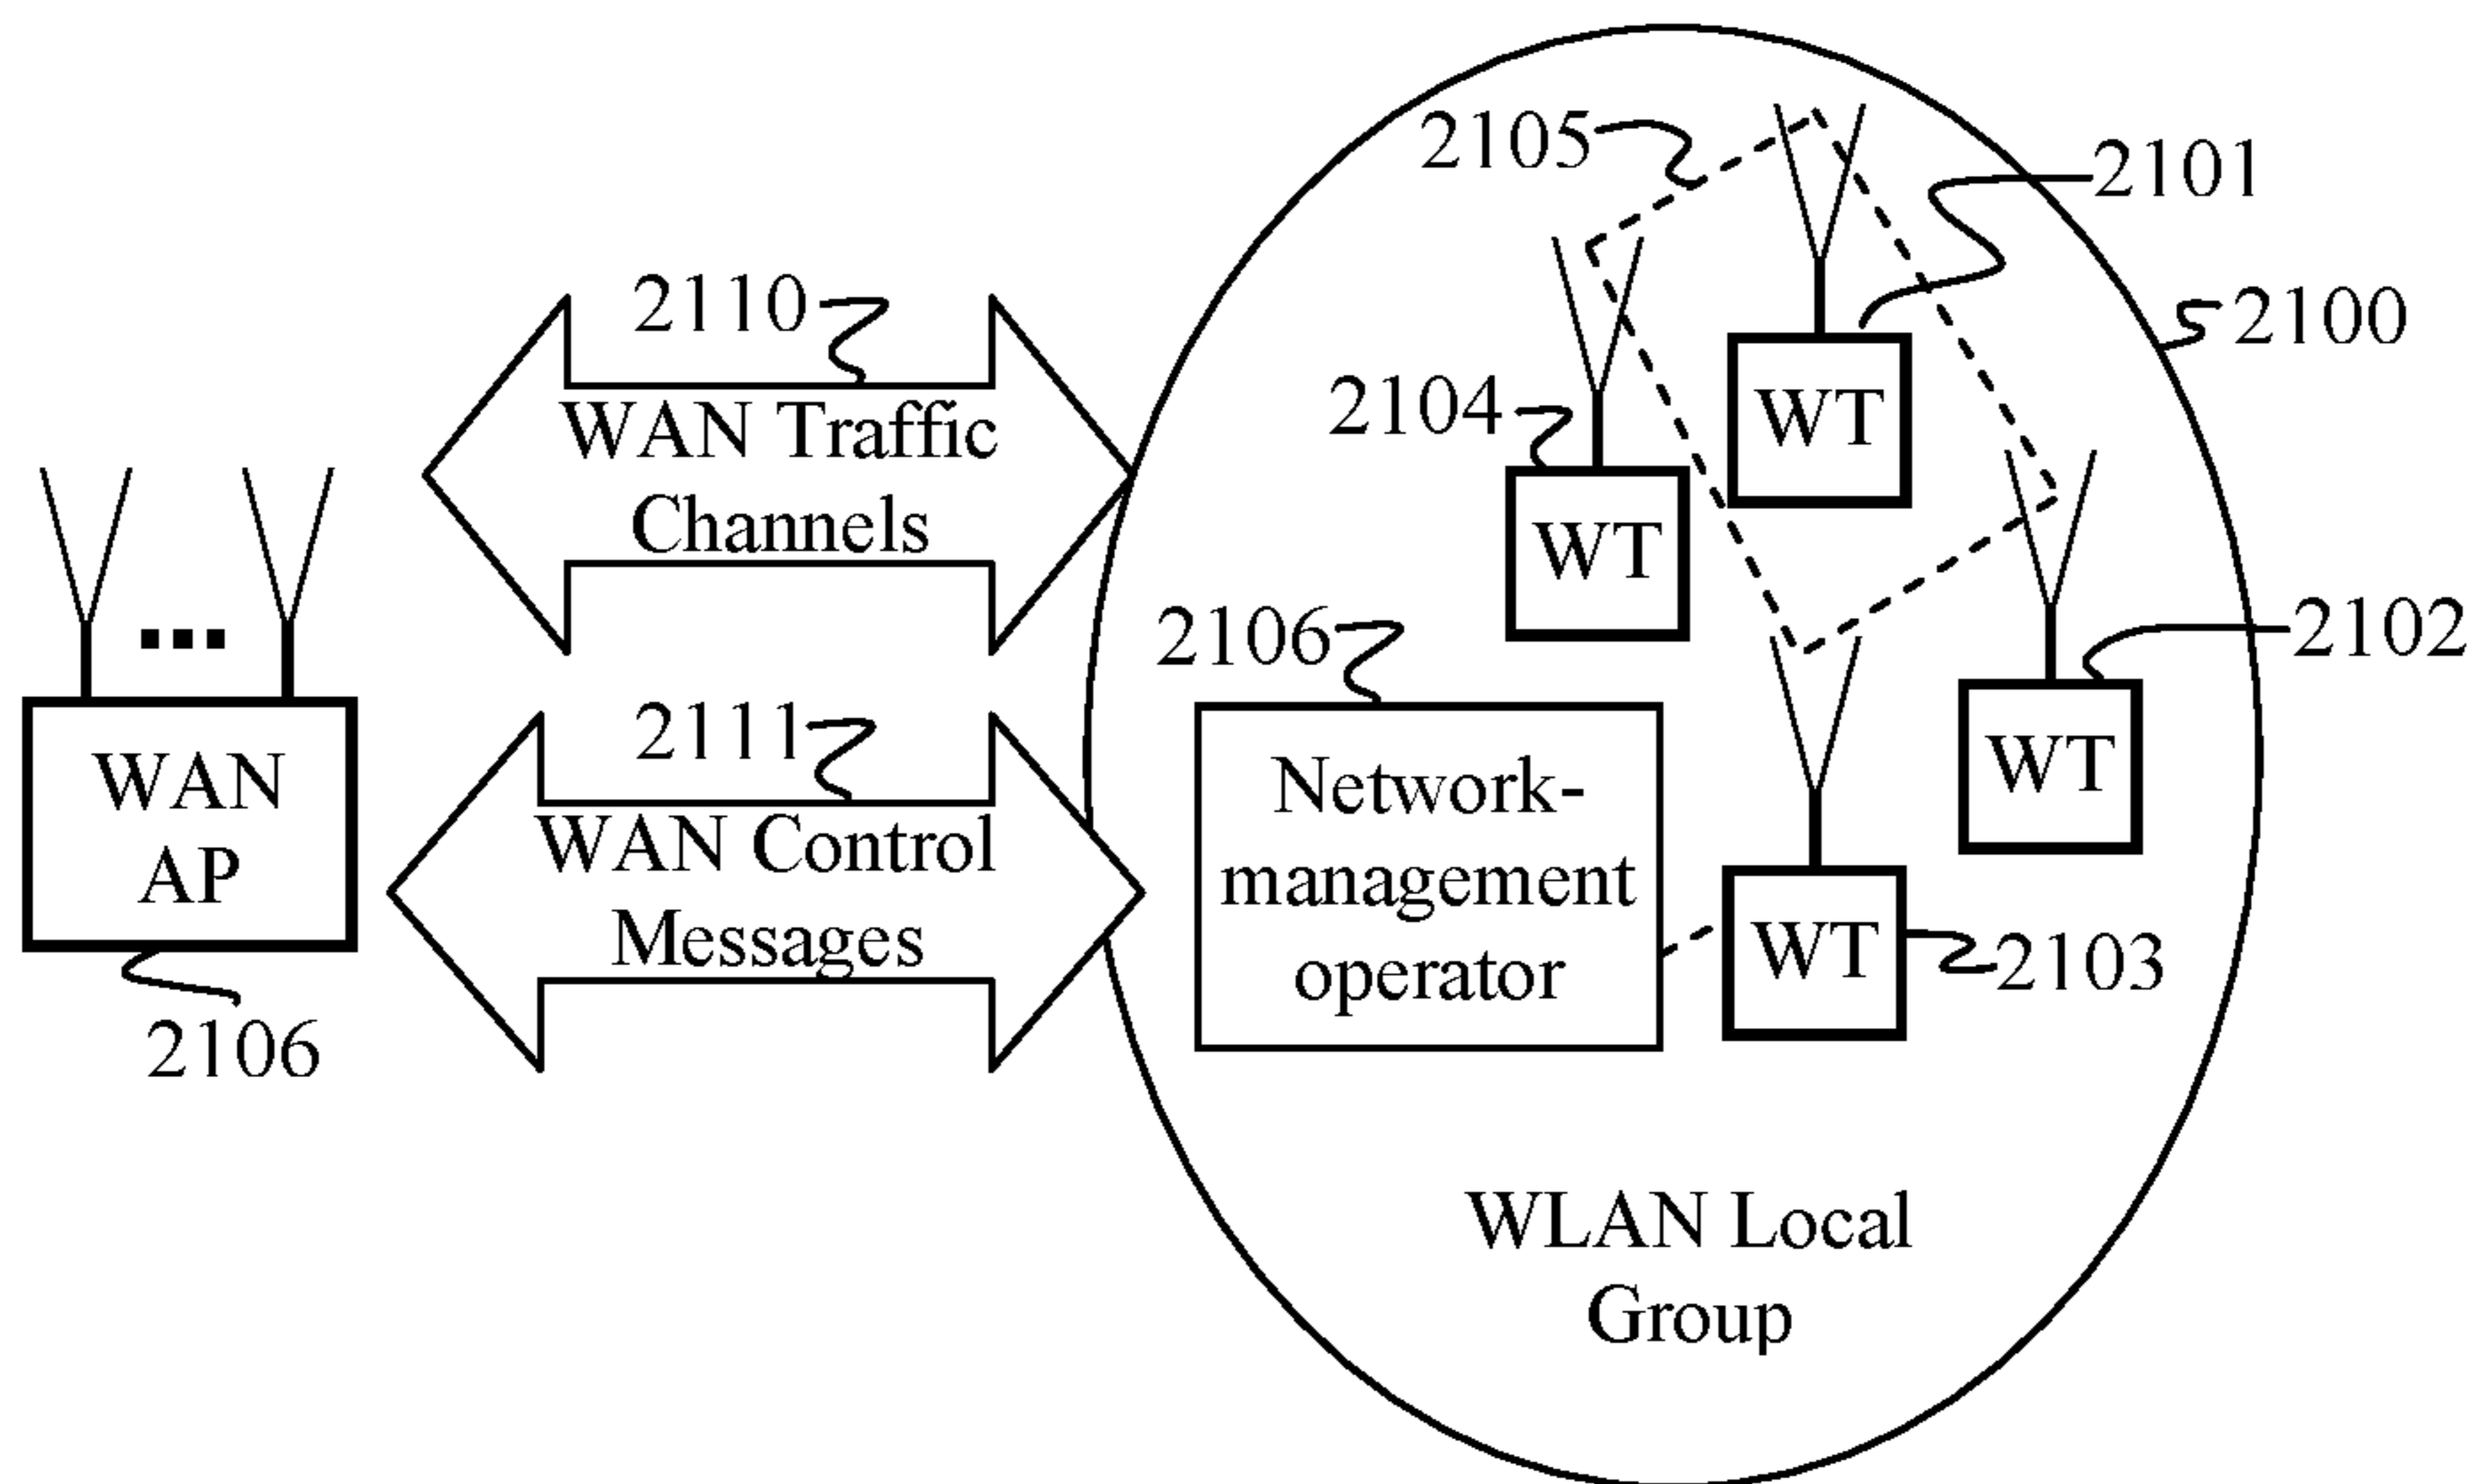 2105
2101
2110
2100
WAN Traffic
Channels
2104
WT
WT
2106
2102
WAN
AP
2106
2111
WAN Control
Messages
Network-
management
operator
WT
WT
2103
WLAN Local
Group